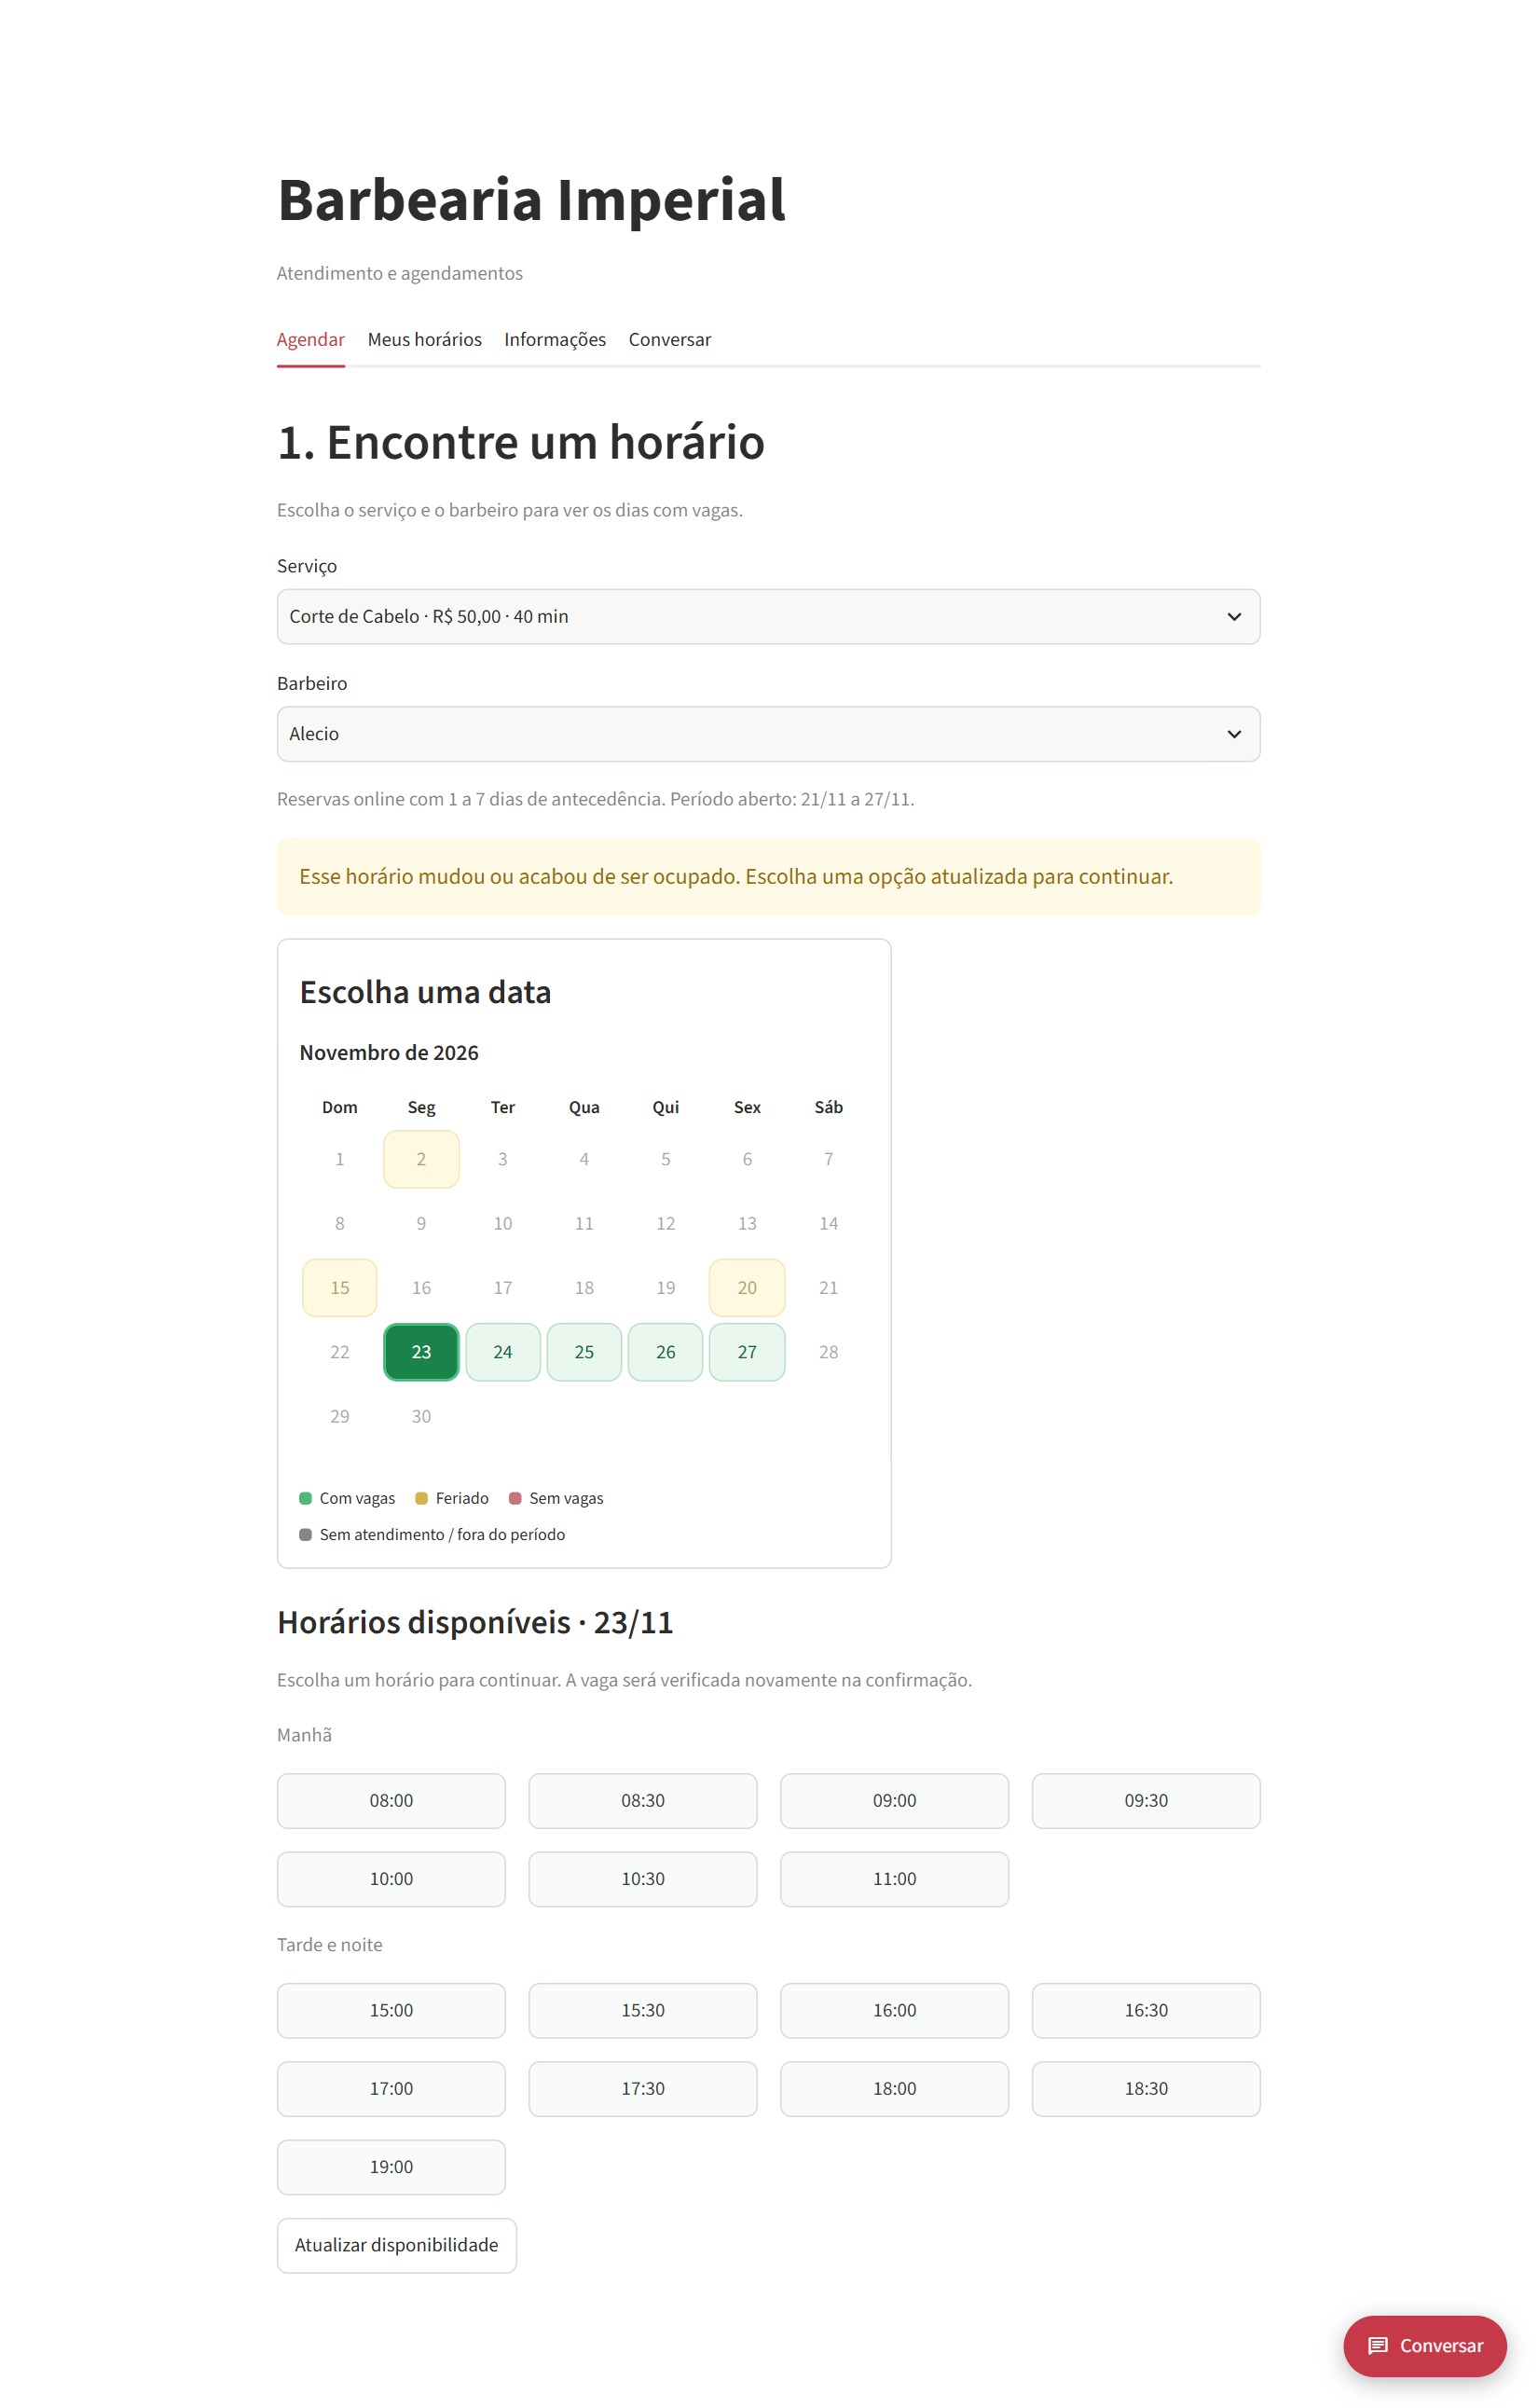 Barbearia Imperial
Atendimento e agendamentos
Agendar Meus horários Informações Conversar
1. Encontre um horário
Escolha o serviço e o barbeiro para ver os dias com vagas.
Serviço
Corte de Cabelo · R$ 50,00 · 40 min
Barbeiro
Alecio
Reservas online com 1 a 7 dias de antecedência. Período aberto: 21/11 a 27/11.
Esse horário mudou ou acabou de ser ocupado. Escolha uma opção atualizada para continuar.
Escolha uma data
Novembro de 2026
Dom Seg Ter Qua Qui Sex Sáb
1 2 3 4 5 6 7
8 9 10 11 12 13 14
15 16 17 18 19 20 21
22 23 24 25 26 27 28
29 30
Com vagas Feriado Sem vagas
Sem atendimento / fora do período
Horários disponíveis · 23/11
Escolha um horário para continuar. A vaga será verificada novamente na confirmação.
Manhã
08:00 08:30 09:00 09:30
10:00 10:30 11:00
Tarde e noite
15:00 15:30 16:00 16:30
17:00 17:30 18:00 18:30
19:00
Atualizar disponibilidade
Conversar